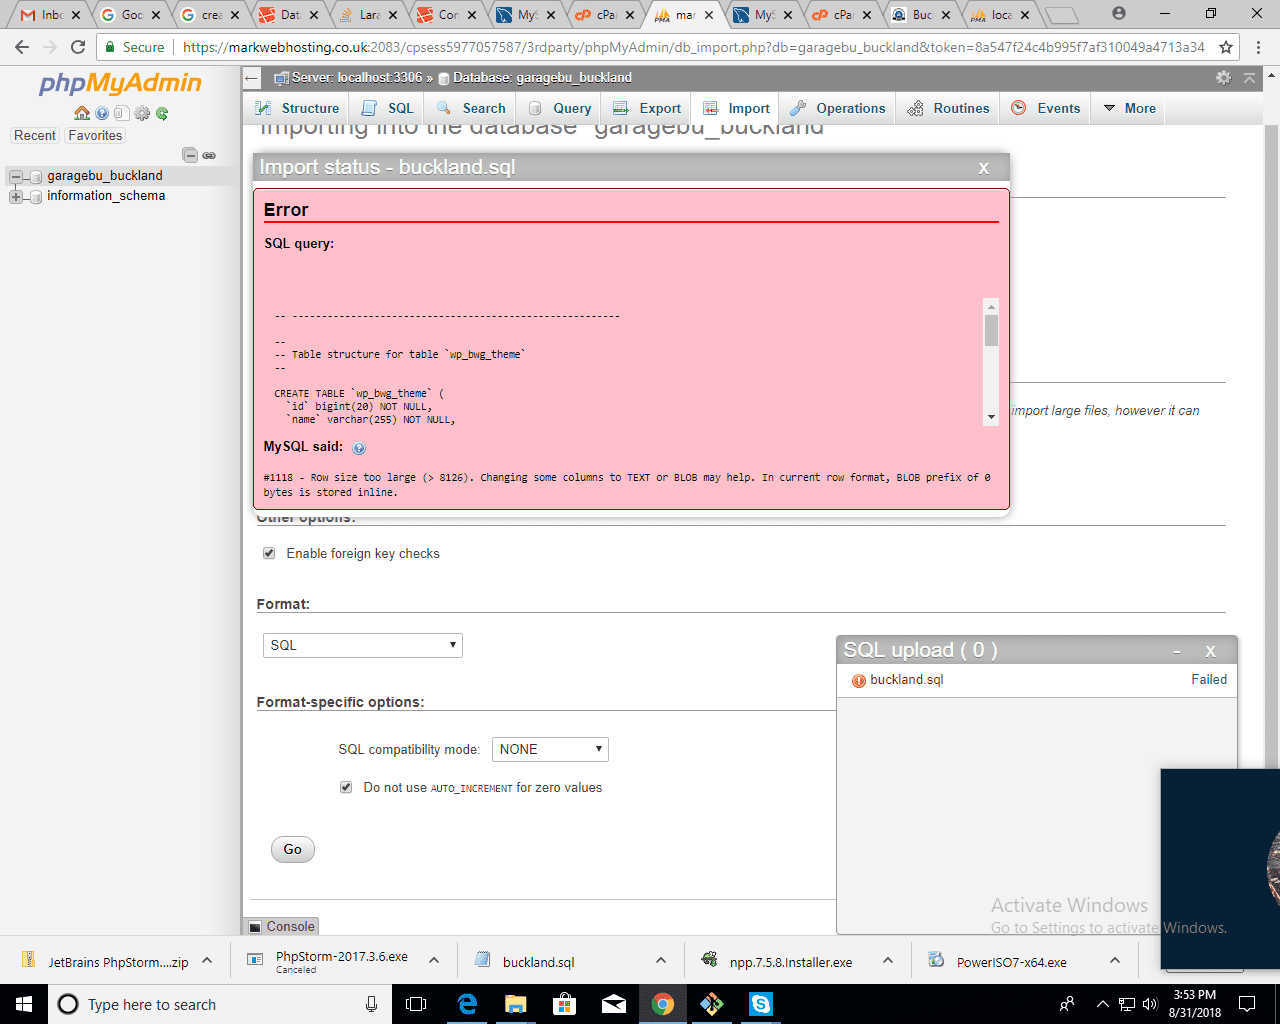 Inbo
Goo
crea
Data
Lara
Con
MyS
cPar
mar
MyS
cPar
Buc
loca
Secure
https://markwebhosting.co.uk:2083/cpsess5977057587/3rdparty/phpMyAdmin/db_import.php?db=garagebu_buckland&token=8a547f24c4b995f7af310049a4713a34
phpMyAdmin
Recent Favorites
garagebu_buckland
information_schema
Server: localhost:3306 » Database: garagebu_buckland
Structure SQL Search Query Export Import Operations Routines Events More
Importing into the database "garagebu_buckland"
Import status - buckland.sql x
Error
SQL query:
-- --------------------------------------------------------
--
-- Table structure for table `wp_bwg_theme`
--
CREATE TABLE `wp_bwg_theme` (
`id` bigint(20) NOT NULL,
`name` varchar(255) NOT NULL,
import large files, however it can
MySQL said:
#1118 - Row size too large (> 8126). Changing some columns to TEXT or BLOB may help. In current row format, BLOB prefix of 0
bytes is stored inline.
Other options:
Enable foreign key checks
Format:
SQL
Format-specific options:
SQL compatibility mode: NONE
Do not use AUTO_INCREMENT for zero values
Go
SQL upload ( 0 ) - x
buckland.sql Failed
Console
Activate Windows
Go to Settings to activate Windows.
JetBrains PhpStorm....zip
PhpStorm-2017.3.6.exe
Canceled
buckland.sql
npp.7.5.8.Installer.exe
PowerISO7-x64.exe
Type here to search
3:53 PM
8/31/2018